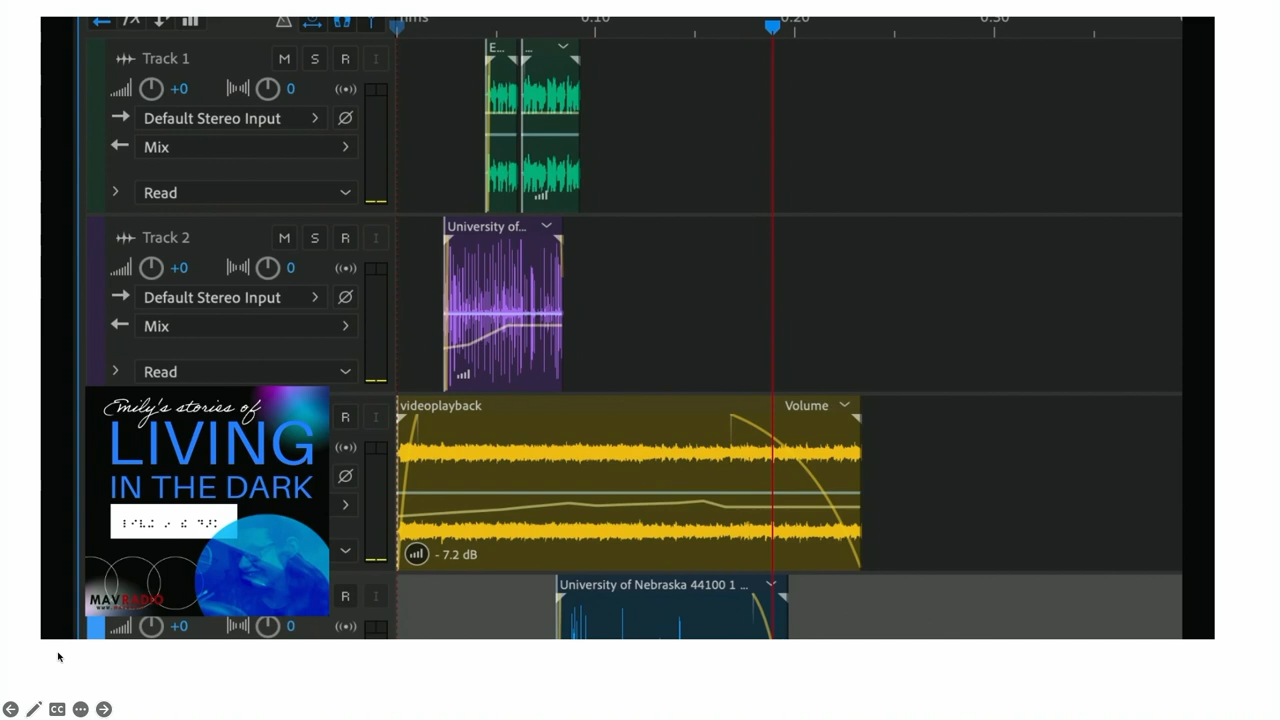 hms 0:10 0:20 0:30
Track 1 M S R I
+0 0
Default Stereo Input
Mix
Read
E... ...
Track 2 M S R I
+0 0
Default Stereo Input
Mix
Read
University of...
R I
videoplayback Volume
- 7.2 dB
Emily's stories of
LIVING
IN THE DARK
MAVRADIO
R I
+0 0
University of Nebraska 44100 1 ...
CC